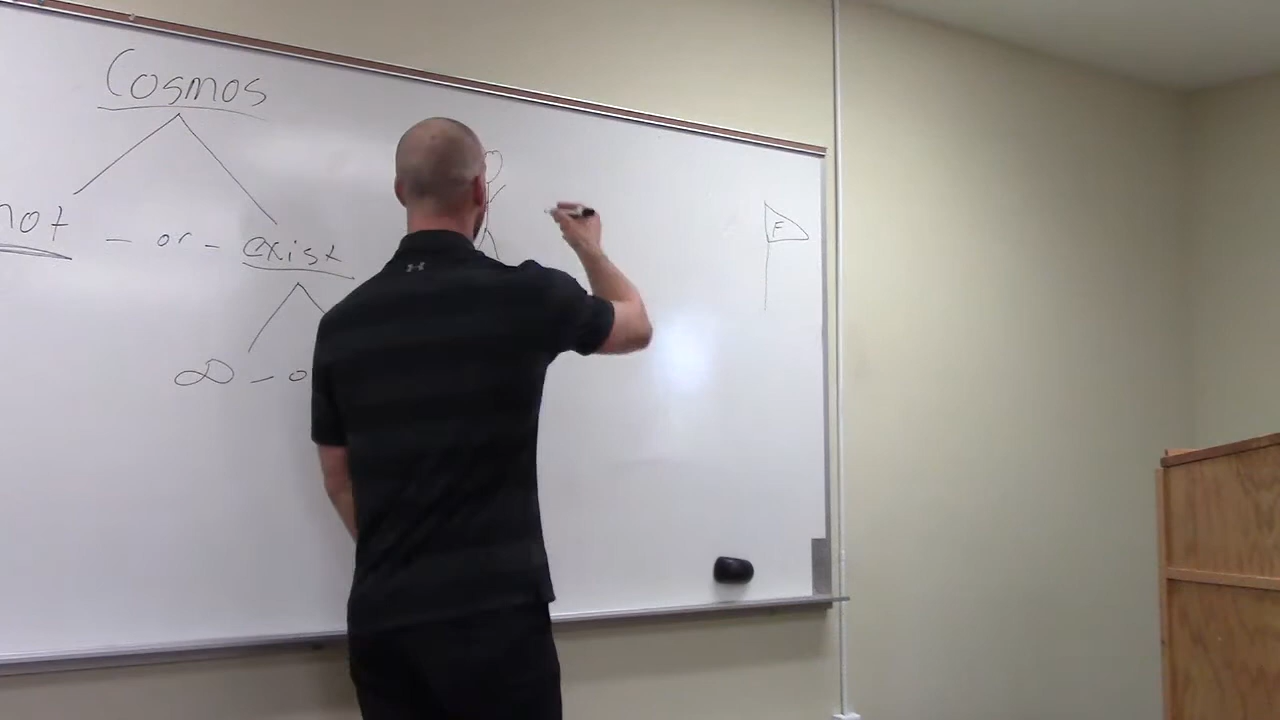 Cosmos
not - or - exist
∞ - o
F